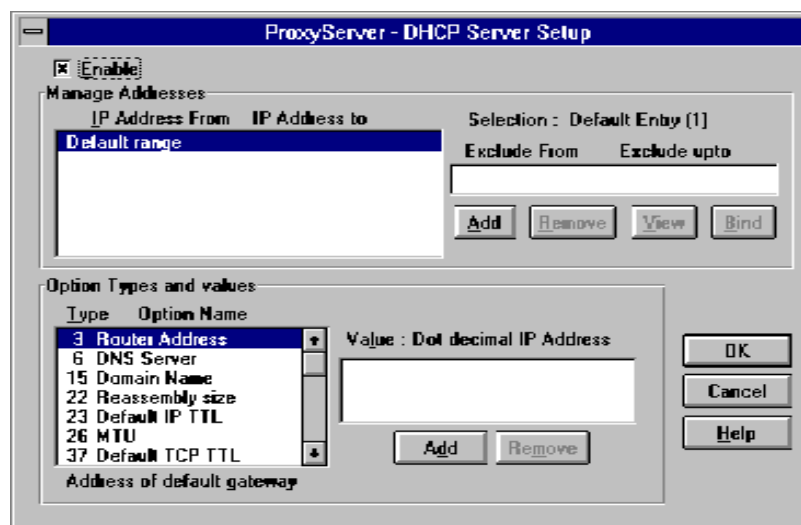 ProxyServer - DHCP Server Setup
Enable
Manage Addresses
IP Address From IP Address to
Default range
Selection : Default Entry (1)
Exclude From Exclude upto
Add Remove View Bind
Option Types and values
Type Option Name
3 Router Address
6 DNS Server
15 Domain Name
22 Reassembly size
23 Default IP TTL
26 MTU
37 Default TCP TTL
Address of default gateway
Value : Dot decimal IP Address
Add Remove
OK
Cancel
Help